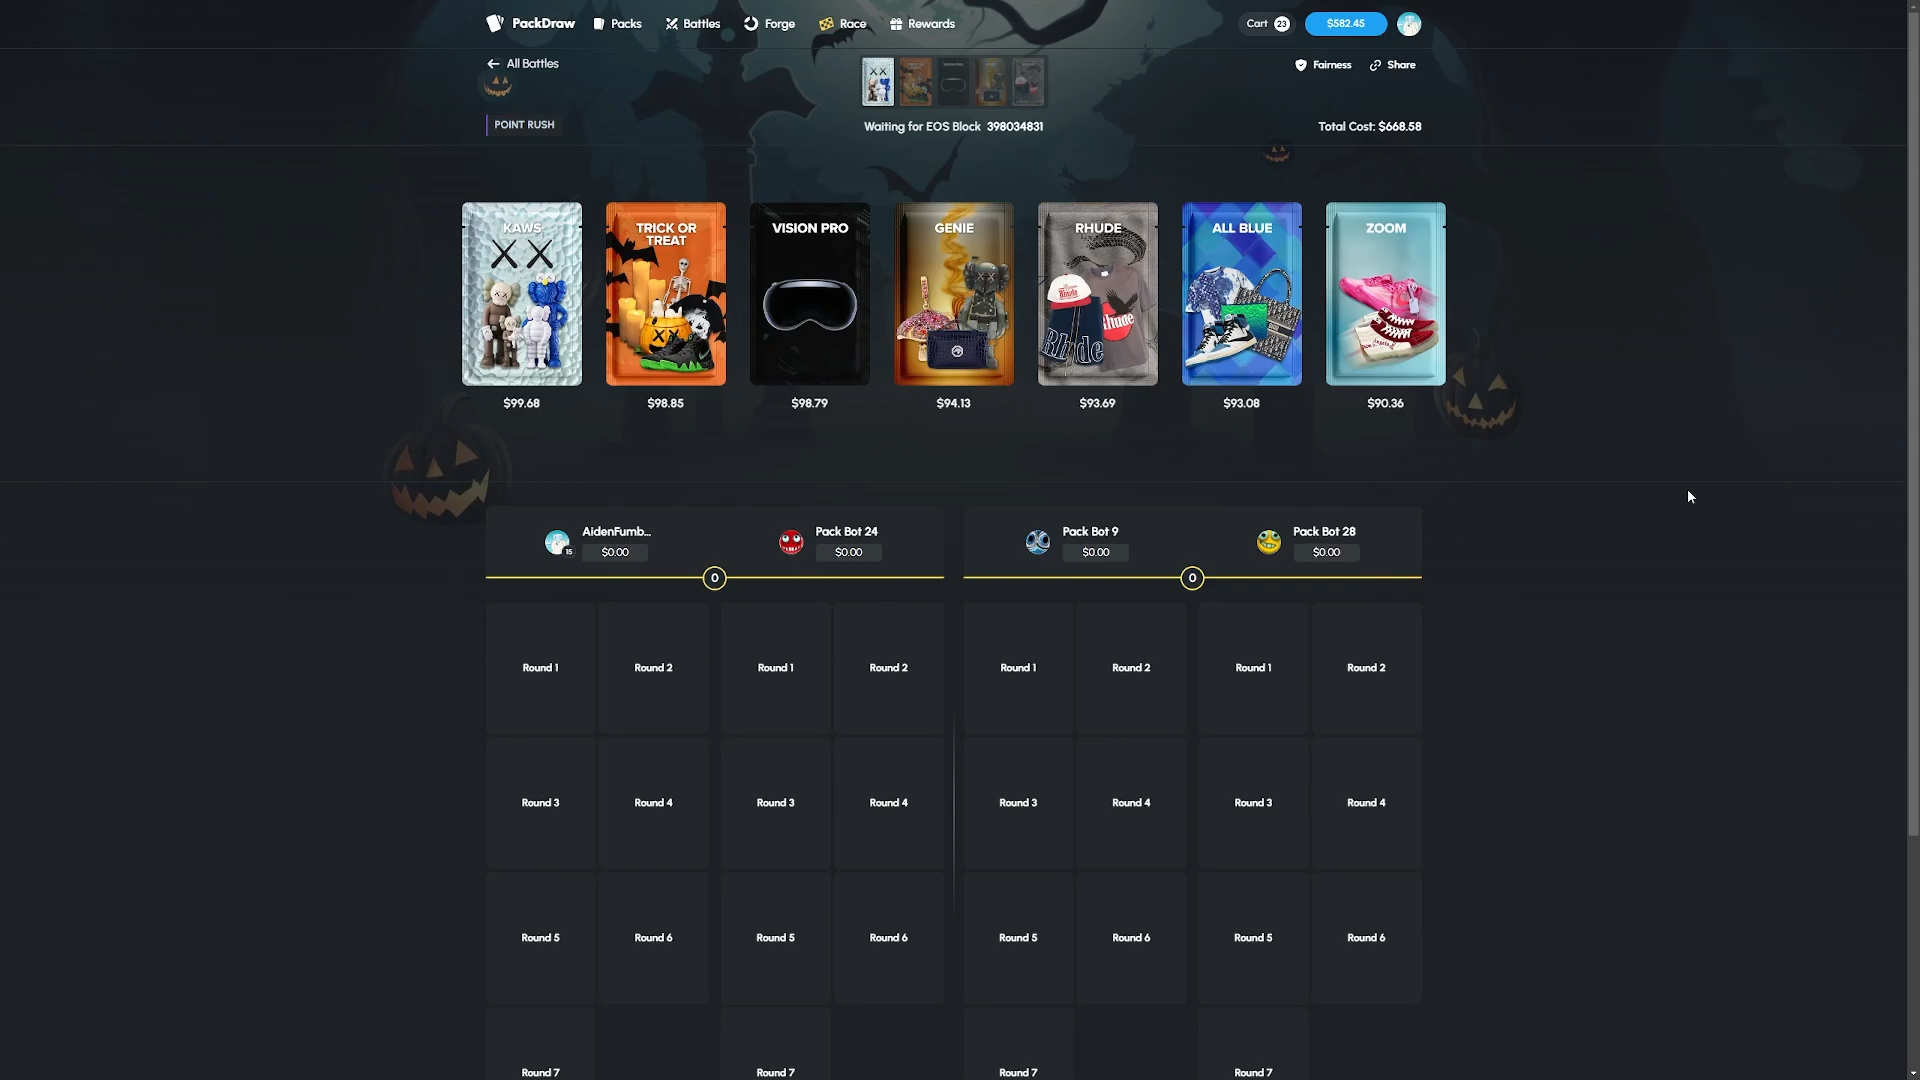 PackDraw Packs Battles Forge Race Rewards Cart 23 $582.45
All Battles Fairness Share
POINT RUSH Waiting for EOS Block 398034831 Total Cost: $668.58
KAWS TRICK OR TREAT VISION PRO GENIE RHUDE ALL BLUE ZOOM
$99.68 $98.85 $98.79 $94.13 $93.69 $93.08 $90.36
AidenFumb... Pack Bot 24 Pack Bot 9 Pack Bot 28
15 $0.00 $0.00 $0.00 $0.00
0 0
Round 1 Round 2 Round 1 Round 2 Round 1 Round 2 Round 1 Round 2
Round 3 Round 4 Round 3 Round 4 Round 3 Round 4 Round 3 Round 4
Round 5 Round 6 Round 5 Round 6 Round 5 Round 6 Round 5 Round 6
Round 7 Round 7 Round 7 Round 7